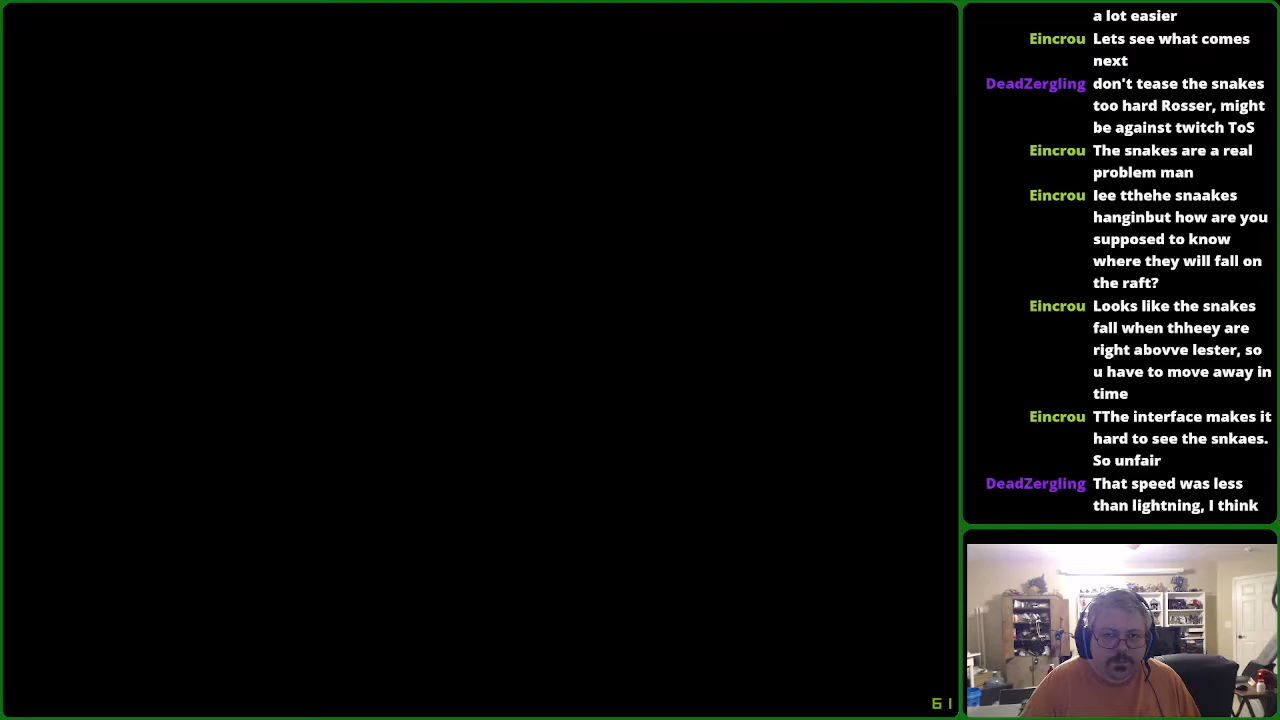 a lot easier
Eincrou Lets see what comes
next
DeadZergling don't tease the snakes
too hard Rosser, might
be against twitch ToS
Eincrou The snakes are a real
problem man
Eincrou Iee tthehe snaakes
hanginbut how are you
supposed to know
where they will fall on
the raft?
Eincrou Looks like the snakes
fall when thheey are
right abovve lester, so
u have to move away in
time
Eincrou TThe interface makes it
hard to see the snkaes.
So unfair
DeadZergling That speed was less
than lightning, I think
61